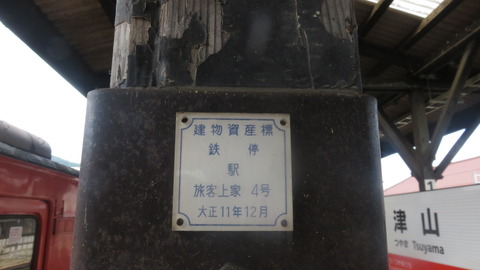 建物資産標
鉄 停
駅
旅客上家 4号
大正11年12月
1
津山
つやま
Tsuyama